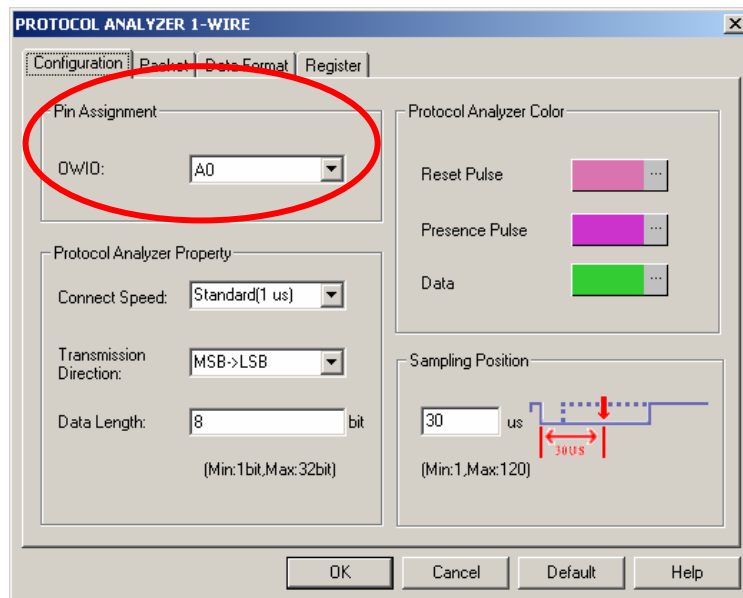 PROTOCOL ANALYZER 1-WIRE
Configuration Packet Data Format Register
Pin Assignment
OWIO: A0
Protocol Analyzer Property
Connect Speed: Standard(1 us)
Transmission
Direction: MSB->LSB
Data Length: 8 bit
(Min:1bit,Max:32bit)
Protocol Analyzer Color
Reset Pulse ...
Presence Pulse ...
Data ...
Sampling Position
30 us
30US
(Min:1,Max:120)
OK Cancel Default Help